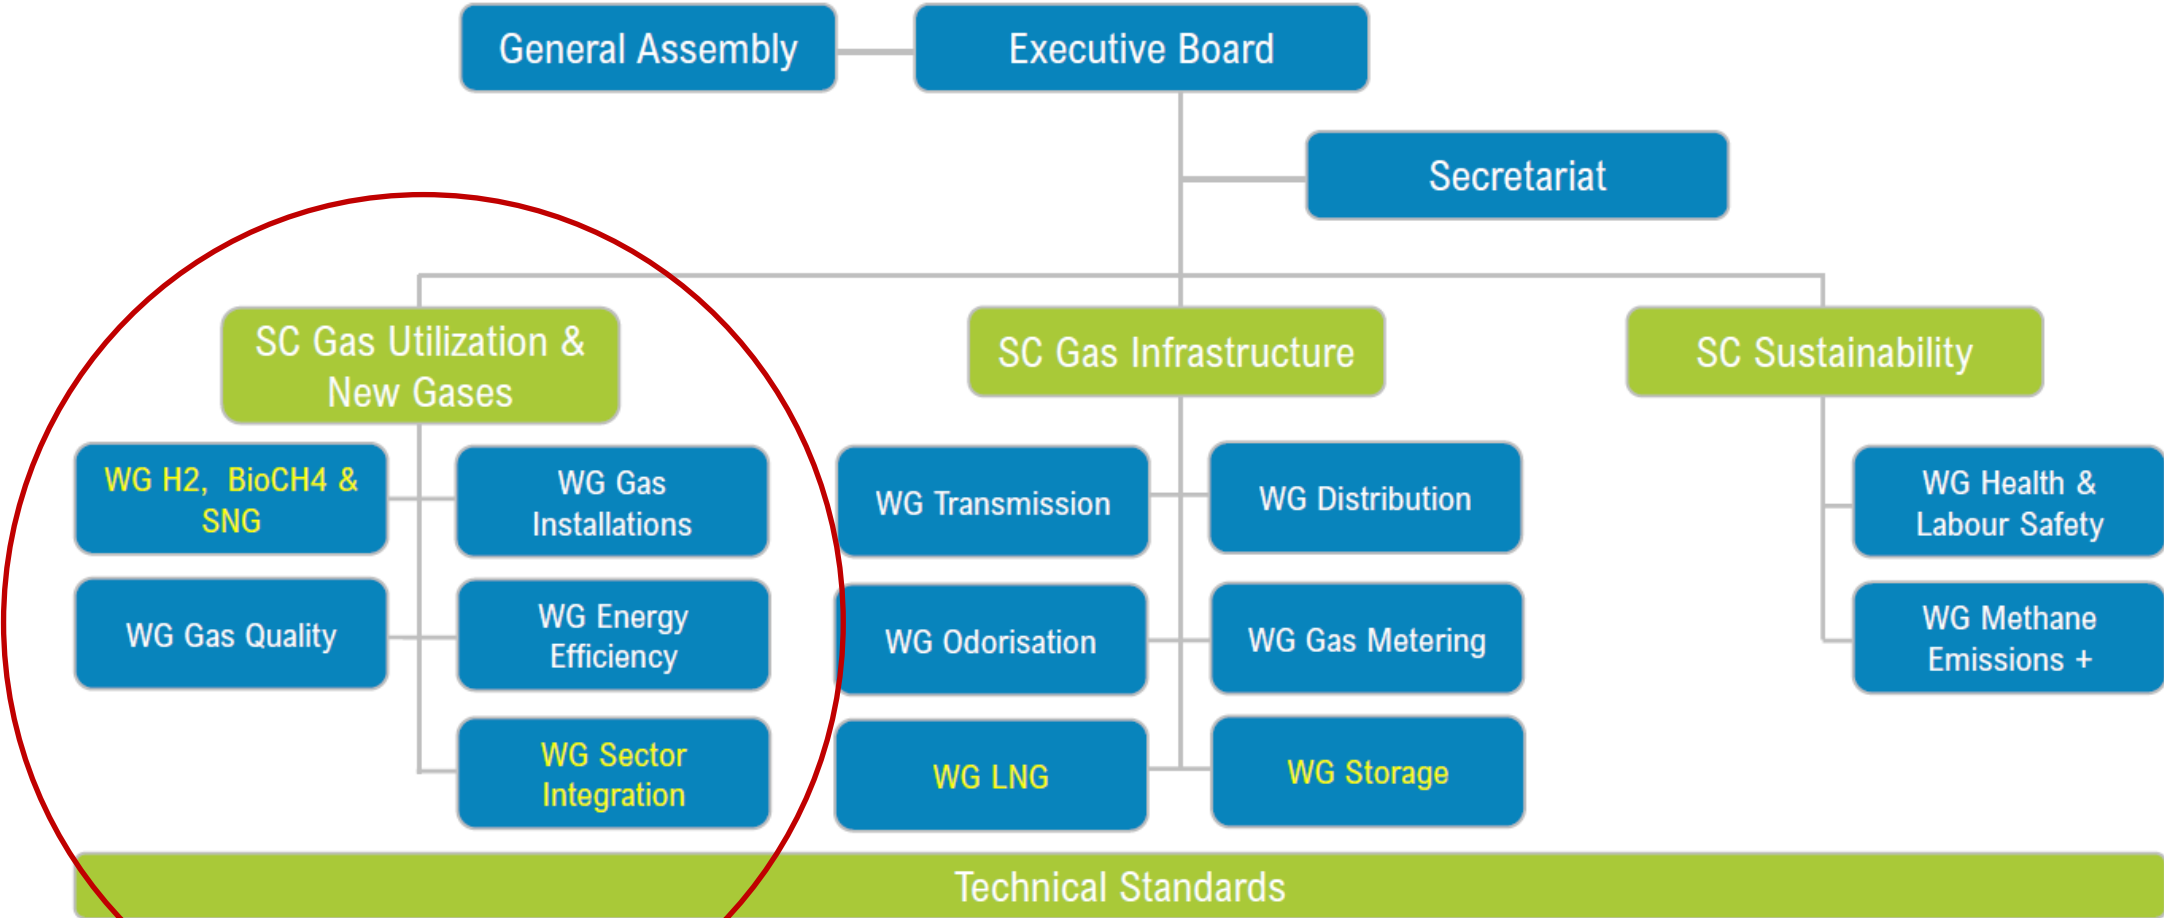 General Assembly
Executive Board
Secretariat
SC Gas Utilization &
New Gases
SC Gas Infrastructure
SC Sustainability
WG H2, BioCH4 &
SNG
WG Gas
Installations
WG Gas Quality
WG Energy
Efficiency
WG Sector
Integration
WG Transmission
WG Distribution
WG Odorisation
WG Gas Metering
WG LNG
WG Storage
WG Health &
Labour Safety
WG Methane
Emissions +
Technical Standards